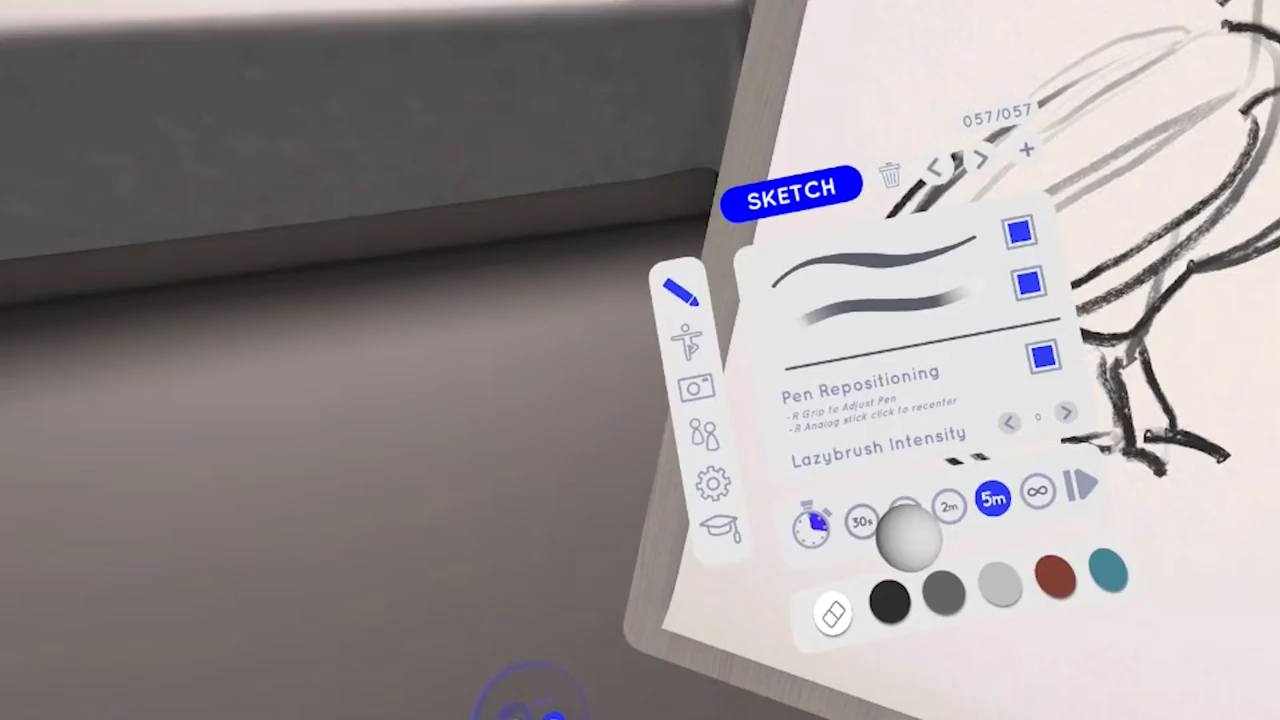 057/057
SKETCH
Pen Repositioning
- R Grip to Adjust Pen
- R Analog stick click to recenter
Lazybrush Intensity
0
30s
2m
5m
∞